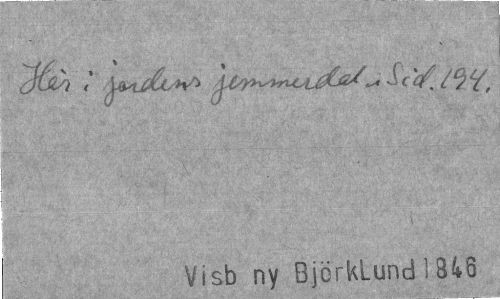 Här i jordens jemmerdal. Sid. 194.
Visb ny BjörkLund 1846